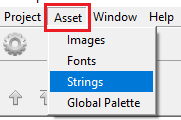 Project Asset Window Help
Images
Fonts
Strings
Global Palette